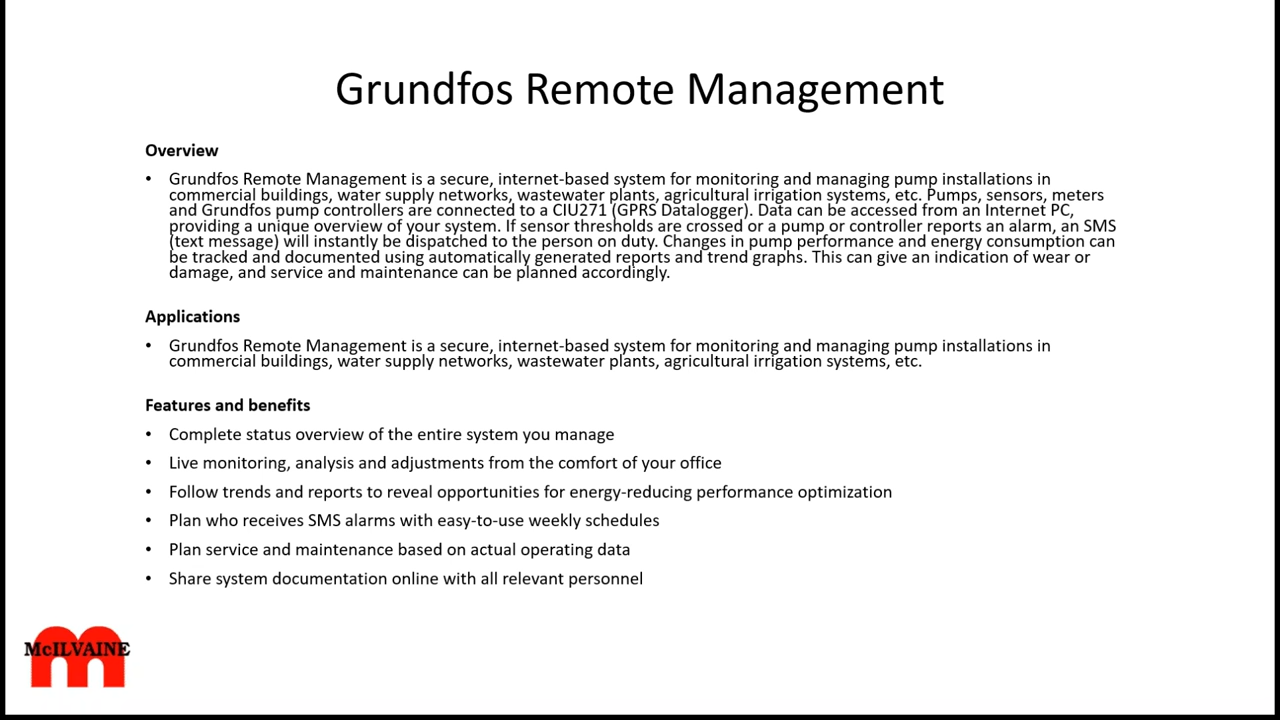 Grundfos Remote Management
Overview
• Grundfos Remote Management is a secure, internet-based system for monitoring and managing pump installations in
commercial buildings, water supply networks, wastewater plants, agricultural irrigation systems, etc. Pumps, sensors, meters
and Grundfos pump controllers are connected to a CIU271 (GPRS Datalogger). Data can be accessed from an Internet PC,
providing a unique overview of your system. If sensor thresholds are crossed or a pump or controller reports an alarm, an SMS
(text message) will instantly be dispatched to the person on duty. Changes in pump performance and energy consumption can
be tracked and documented using automatically generated reports and trend graphs. This can give an indication of wear or
damage, and service and maintenance can be planned accordingly.
Applications
• Grundfos Remote Management is a secure, internet-based system for monitoring and managing pump installations in
commercial buildings, water supply networks, wastewater plants, agricultural irrigation systems, etc.
Features and benefits
• Complete status overview of the entire system you manage
• Live monitoring, analysis and adjustments from the comfort of your office
• Follow trends and reports to reveal opportunities for energy-reducing performance optimization
• Plan who receives SMS alarms with easy-to-use weekly schedules
• Plan service and maintenance based on actual operating data
• Share system documentation online with all relevant personnel
McILVAINE